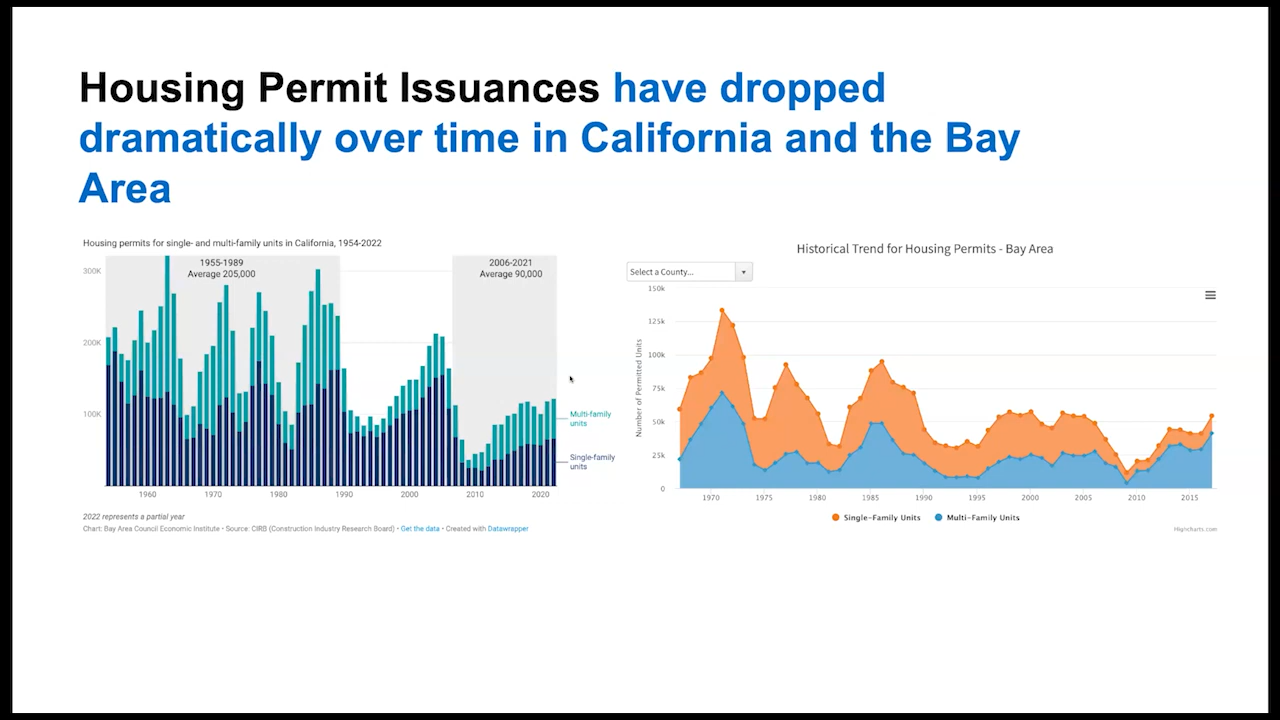 Housing Permit Issuances have dropped
dramatically over time in California and the Bay
Area
Housing permits for single- and multi-family units in California, 1954-2022
1955-1989
Average 205,000
2006-2021
Average 90,000
300K
200K
100K
Multi-family
units
Single-family
units
1960 1970 1980 1990 2000 2010 2020
2022 represents a partial year
Chart: Bay Area Council Economic Institute • Source: CIRB (Construction Industry Research Board) • Get the data • Created with Datawrapper
Historical Trend for Housing Permits - Bay Area
Select a County...
Number of Permitted Units
150k
125k
100k
75k
50k
25k
0
1970 1975 1980 1985 1990 1995 2000 2005 2010 2015
Single-Family Units Multi-Family Units
Highcharts.com